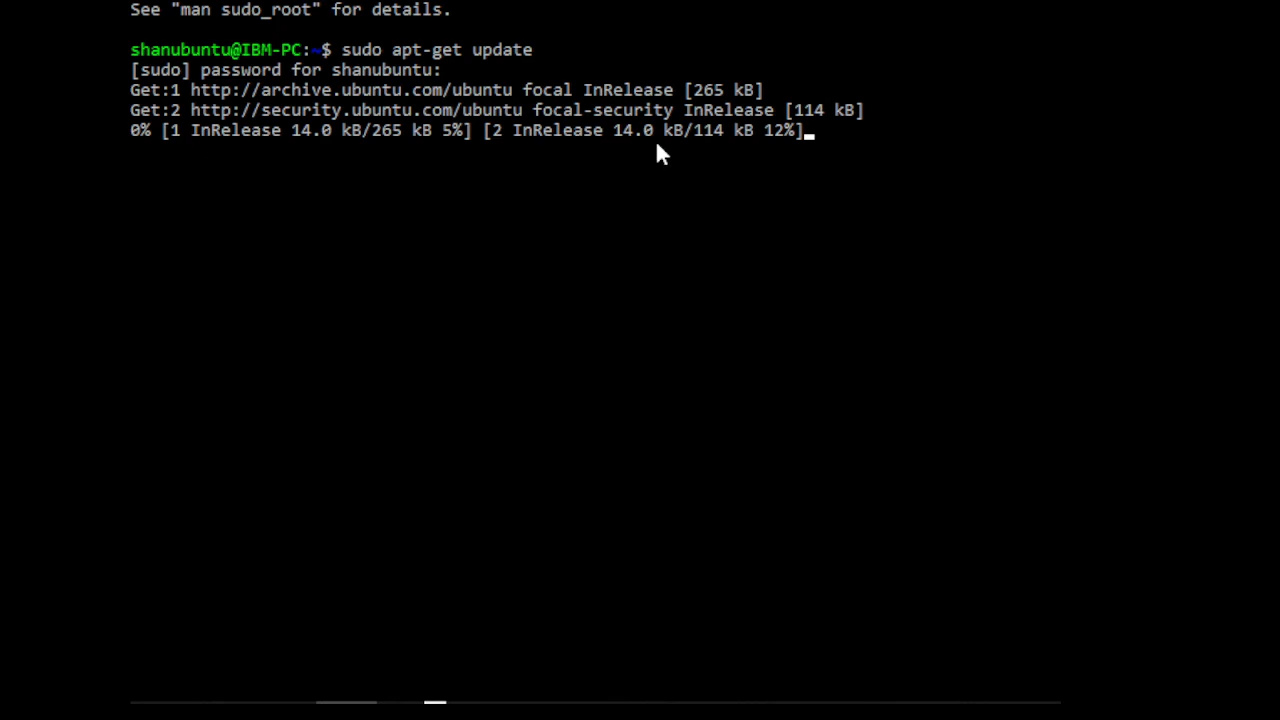 See "man sudo_root" for details.
shanubuntu@IBM-PC:~$ sudo apt-get update
[sudo] password for shanubuntu:
Get:1 http://archive.ubuntu.com/ubuntu focal InRelease [265 kB]
Get:2 http://security.ubuntu.com/ubuntu focal-security InRelease [114 kB]
0% [1 InRelease 14.0 kB/265 kB 5%] [2 InRelease 14.0 kB/114 kB 12%]